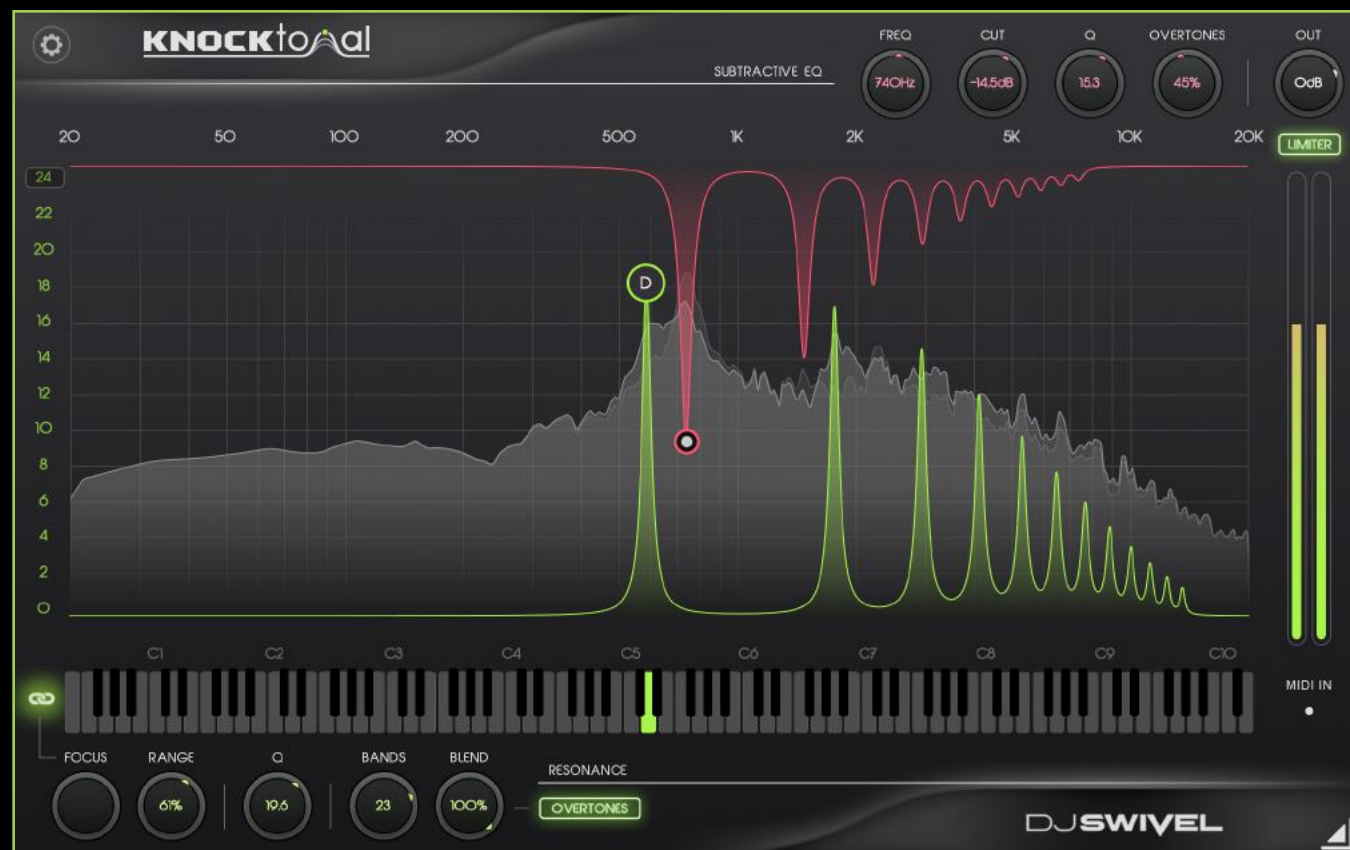 KNOCKtonal
FREQ CUT Q OVERTONES OUT
SUBTRACTIVE EQ
740Hz -14.5dB 15.3 45% 0dB
20 50 100 200 500 1K 2K 5K 10K 20K
LIMITER
24
22
20
18
D
16
14
12
10
8
6
4
2
0
C1 C2 C3 C4 C5 C6 C7 C8 C9 C10
MIDI IN
FOCUS RANGE Q BANDS BLEND
RESONANCE
61% 19.6 23 100%
OVERTONES
DJSWIVEL